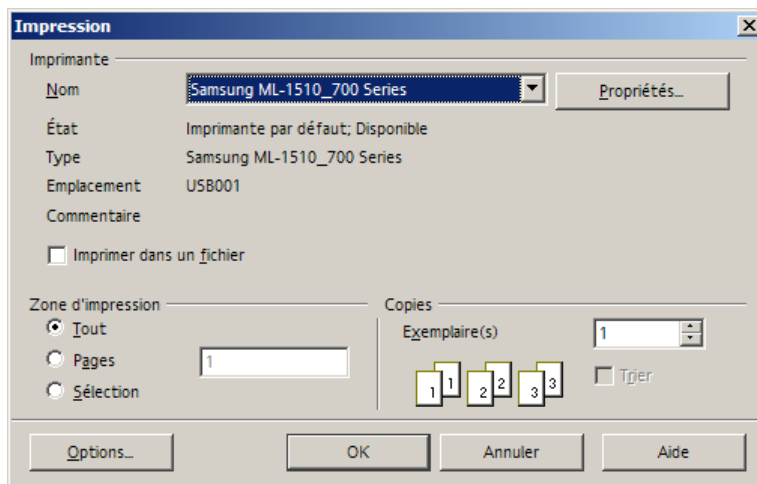 Impression
Imprimante
Nom Samsung ML-1510_700 Series Propriétés...
État Imprimante par défaut; Disponible
Type Samsung ML-1510_700 Series
Emplacement USB001
Commentaire
Imprimer dans un fichier
Zone d'impression Copies
Tout Exemplaire(s) 1
Pages 1 Trier
Sélection 1 1 2 2 3 3
Options... OK Annuler Aide